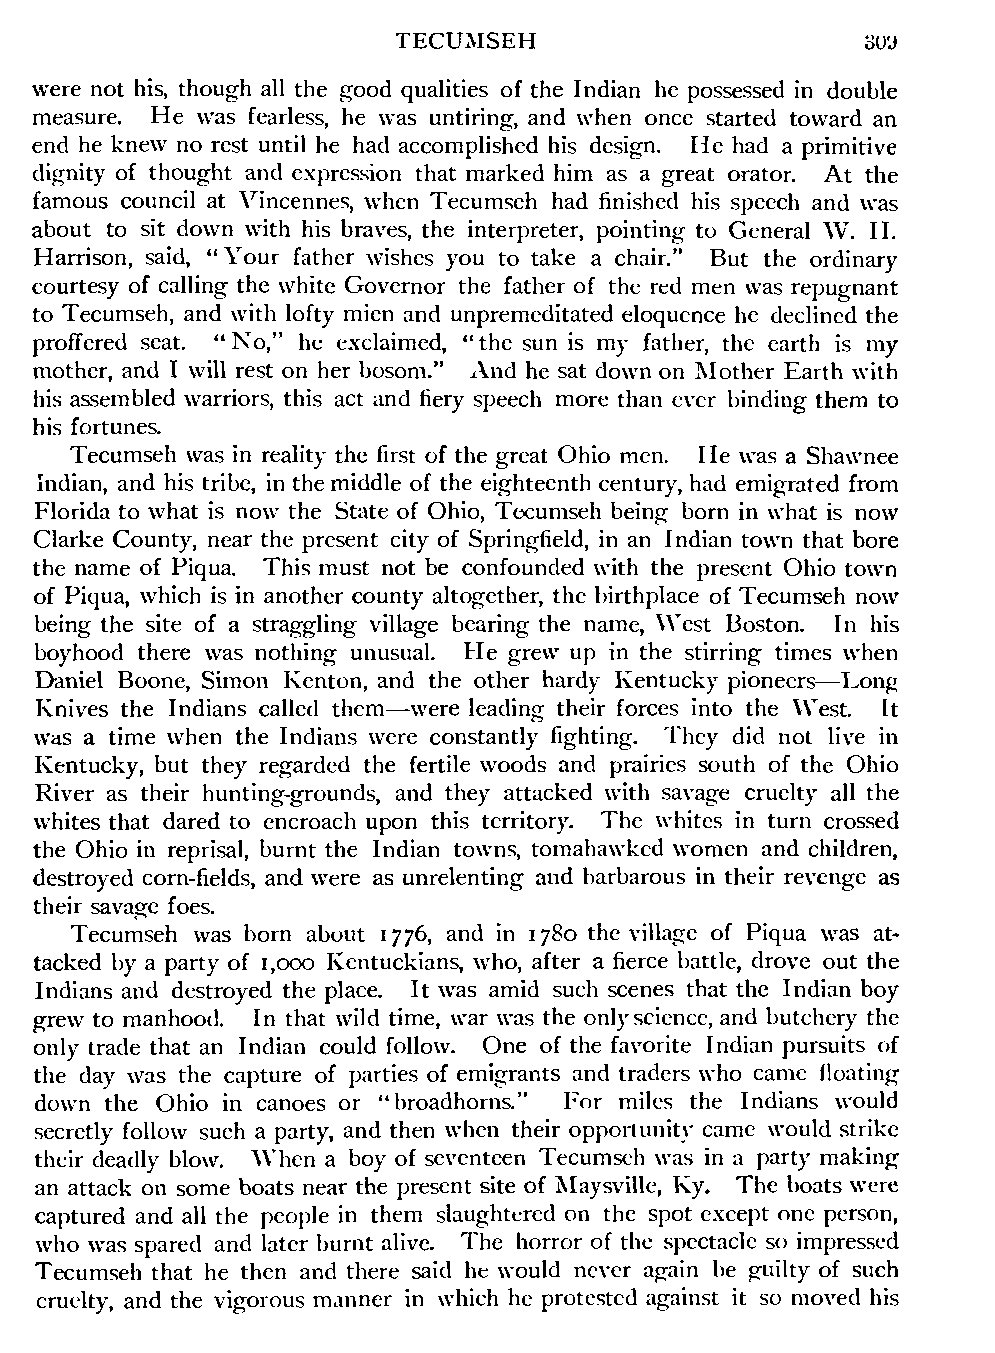 TECUMSEH 309
were not his, though all the good qualities of the Indian he possessed in double
measure. He was fearless, he was untiring, and when once started toward an
end he knew no rest until he had accomplished his design. He had a primitive
dignity of thought and expression that marked him as a great orator. At the
famous council at Vincennes, when Tecumseh had finished his speech and was
about to sit down with his braves, the interpreter, pointing to General W. H.
Harrison, said, “Your father wishes you to take a chair.” But the ordinary
courtesy of calling the white Governor the father of the red men was repugnant
to Tecumseh, and with lofty mien and unpremeditated eloquence he declined the
proffered seat. “No,” he exclaimed, “the sun is my father, the earth is my
mother, and I will rest on her bosom.” And he sat down on Mother Earth with
his assembled warriors, this act and fiery speech more than ever binding them to
his fortunes.
Tecumseh was in reality the first of the great Ohio men. He was a Shawnee
Indian, and his tribe, in the middle of the eighteenth century, had emigrated from
Florida to what is now the State of Ohio, Tecumseh being born in what is now
Clarke County, near the present city of Springfield, in an Indian town that bore
the name of Piqua. This must not be confounded with the present Ohio town
of Piqua, which is in another county altogether, the birthplace of Tecumseh now
being the site of a straggling village bearing the name, West Boston. In his
boyhood there was nothing unusual. He grew up in the stirring times when
Daniel Boone, Simon Kenton, and the other hardy Kentucky pioneers—Long
Knives the Indians called them—were leading their forces into the West. It
was a time when the Indians were constantly fighting. They did not live in
Kentucky, but they regarded the fertile woods and prairies south of the Ohio
River as their hunting-grounds, and they attacked with savage cruelty all the
whites that dared to encroach upon this territory. The whites in turn crossed
the Ohio in reprisal, burnt the Indian towns, tomahawked women and children,
destroyed corn-fields, and were as unrelenting and barbarous in their revenge as
their savage foes.
Tecumseh was born about 1776, and in 1780 the village of Piqua was at-
tacked by a party of 1,000 Kentuckians, who, after a fierce battle, drove out the
Indians and destroyed the place. It was amid such scenes that the Indian boy
grew to manhood. In that wild time, war was the only science, and butchery the
only trade that an Indian could follow. One of the favorite Indian pursuits of
the day was the capture of parties of emigrants and traders who came floating
down the Ohio in canoes or “broadhorns.” For miles the Indians would
secretly follow such a party, and then when their opportunity came would strike
their deadly blow. When a boy of seventeen Tecumseh was in a party making
an attack on some boats near the present site of Maysville, Ky. The boats were
captured and all the people in them slaughtered on the spot except one person,
who was spared and later burnt alive. The horror of the spectacle so impressed
Tecumseh that he then and there said he would never again be guilty of such
cruelty, and the vigorous manner in which he protested against it so moved his